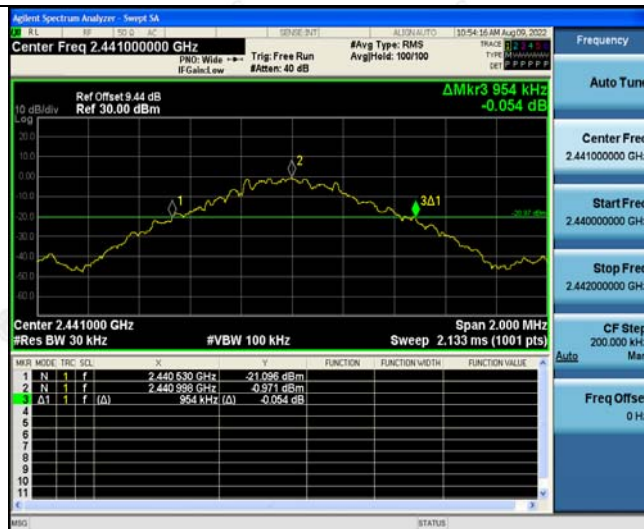 Agilent Spectrum Analyzer - Swept SA
RL RF 50 Ω AC SENSE:INT ALIGNAUTO 10:54:16 AM Aug 09, 2022
Center Freq 2.441000000 GHz
PNO: Wide
IFGain:Low
Trig: Free Run
#Atten: 40 dB
#Avg Type: RMS
Avg|Hold: 100/100
TRACE 1 2 3 4 5 6
TYPE
DET P P P P P P
Frequency
Auto Tune
Center Freq
2.441000000 GHz
Start Freq
2.440000000 GHz
Stop Freq
2.442000000 GHz
CF Step
200.000 kHz
Auto Man
Freq Offset
0 Hz
ΔMkr3 954 kHz
-0.054 dB
Ref Offset 9.44 dB
10 dB/div Ref 30.00 dBm
Log
20.0
10.0
0.00
-10.0
-20.0
-30.0
-40.0
-50.0
-60.0
1
2
3Δ1
-20.97 dBm
Center 2.441000 GHz Span 2.000 MHz
#Res BW 30 kHz #VBW 100 kHz Sweep 2.133 ms (1001 pts)
MKR MODE TRC SCL X Y FUNCTION FUNCTION WIDTH FUNCTION VALUE
1 N 1 f 2.440 530 GHz -21.096 dBm
2 N 1 f 2.440 998 GHz -0.971 dBm
3 Δ1 1 f (Δ) 954 kHz (Δ) -0.054 dB
4
5
6
7
8
9
10
11
MSG STATUS